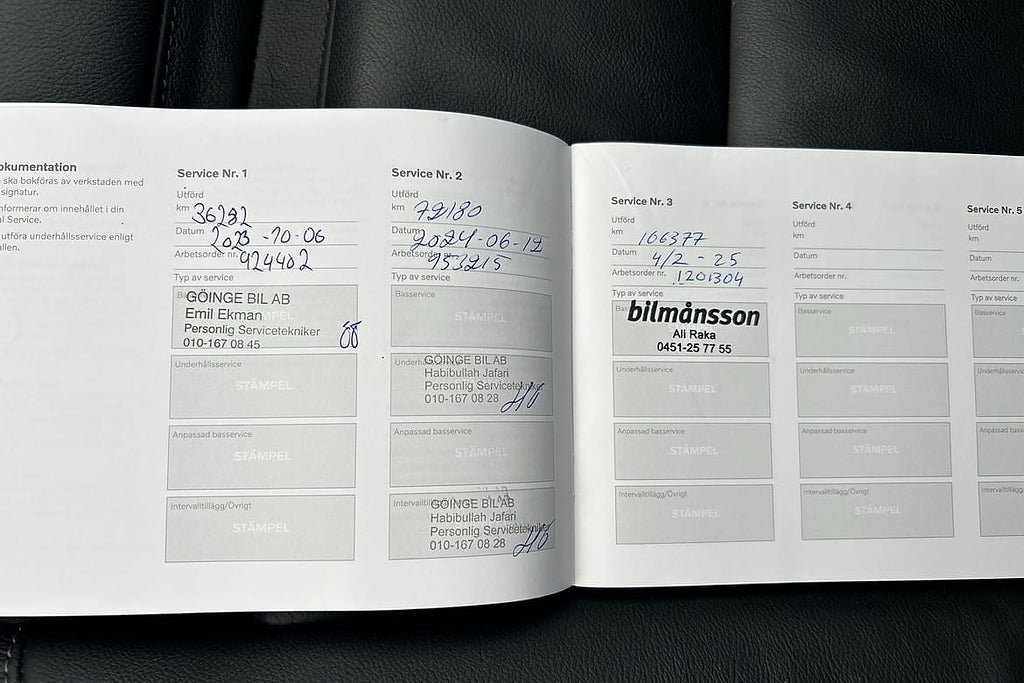 okumentation
ska bokföras av verkstaden med
signatur.
nformerar om innehållet i din
al Service.
utföra underhållsservice enligt
allen.
Service Nr. 1
Utförd
km 36282
Datum 2023-10-06
Arbetsorder nr. 924402
Typ av service
GÖINGE BIL AB
Emil Ekman
Personlig Servicetekniker
010-167 08 45
Underhållsservice
STÄMPEL
Anpassad basservice
STÄMPEL
Intervalltillägg/Övrigt
STÄMPEL
Service Nr. 2
Utförd
km 72180
Datum 2024-06-12
Arbetsorder nr. 953215
Typ av service
Basservice
STÄMPEL
GÖINGE BIL AB
Habibullah Jafari
Personlig Servicetekniker
010-167 08 28
Anpassad basservice
STÄMPEL
Intervalltillägg/Övrigt
GÖINGE BIL AB
Habibullah Jafari
Personlig Servicetekniker
010-167 08 28
Service Nr. 3
Utförd
km 106377
Datum 4/2 - 25
Arbetsorder nr. 1201304
Typ av service
bilmånsson
Ali Raka
0451-25 77 55
Underhållsservice
STÄMPEL
Anpassad basservice
STÄMPEL
Intervalltillägg/Övrigt
STÄMPEL
Service Nr. 4
Utförd
km
Datum
Arbetsorder nr.
Typ av service
Basservice
STÄMPEL
Underhållsservice
STÄMPEL
Anpassad basservice
STÄMPEL
Intervalltillägg/Övrigt
STÄMPEL
Service Nr. 5
Utförd
km
Datum
Arbetsorder nr.
Typ av service
Basservice
Underhållsse
Anpassad ba
Intervalltilläg